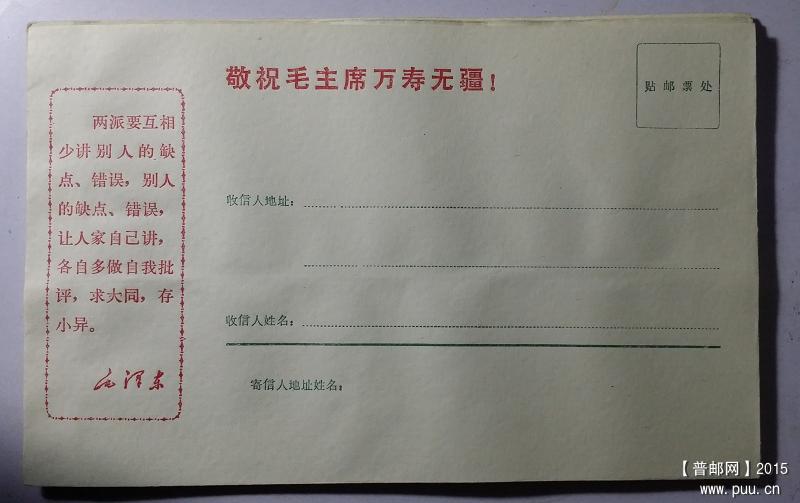 敬祝毛主席万寿无疆！
贴邮票处
两派要互相
少讲别人的缺
点、错误，别人
的缺点、错误，
让人家自己讲，
各自多做自我批
评，求大同，存
小异。
毛泽东
收信人地址：
收信人姓名：
寄信人地址姓名：
【普邮网】2015
www.puu.cn